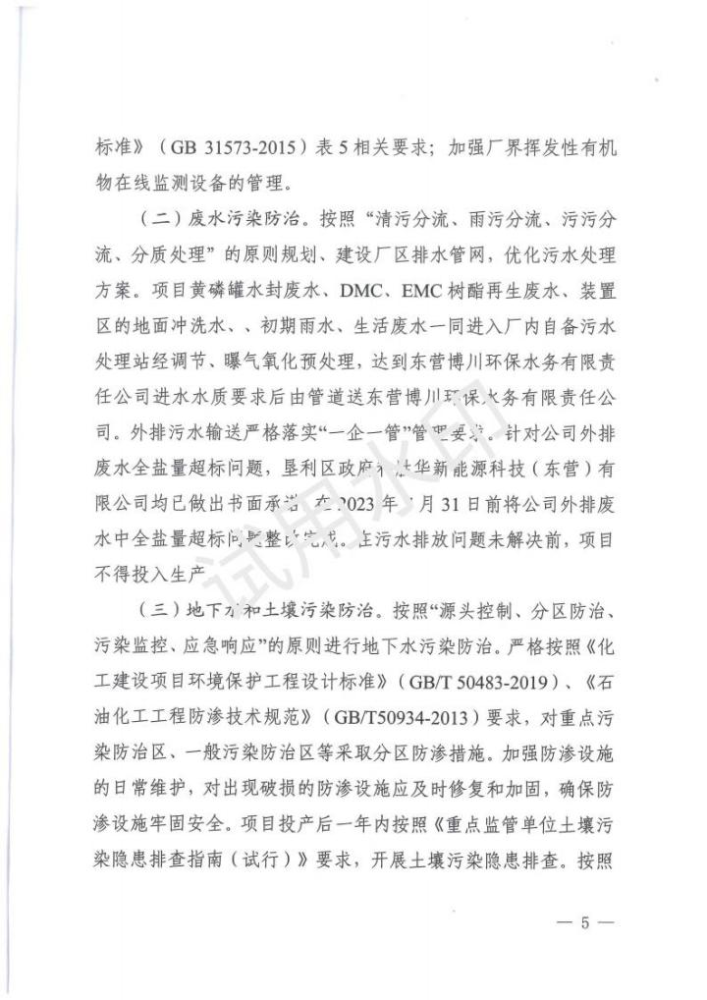 标准》（GB 31573-2015）表 5 相关要求；加强厂界挥发性有机
物在线监测设备的管理。
（二）废水污染防治。按照“清污分流、雨污分流、污污分
流、分质处理”的原则规划、建设厂区排水管网，优化污水处理
方案。项目黄磷罐水封废水、DMC、EMC 树酯再生废水、装置
区的地面冲洗水、、初期雨水、生活废水一同进入厂内自备污水
处理站经调节、曝气氧化预处理，达到东营博川环保水务有限责
任公司进水水质要求后由管道送东营博川环保水务有限责任公
司。外排污水输送严格落实“一企一管”管理要求。针对公司外排
废水全盐量超标问题，垦利区政府和胜华新能源科技（东营）有
限公司均已做出书面承诺 在 2023 年 月 31 日前将公司外排废
水中全盐量超标问题整改完成。在污水排放问题未解决前，项目
不得投入生产
（三）地下水和土壤污染防治。按照“源头控制、分区防治、
污染监控、应急响应”的原则进行地下水污染防治。严格按照《化
工建设项目环境保护工程设计标准》（GB/T 50483-2019）、《石
油化工工程防渗技术规范》（GB/T50934-2013）要求，对重点污
染防治区、一般污染防治区等采取分区防渗措施。加强防渗设施
的日常维护，对出现破损的防渗设施应及时修复和加固，确保防
渗设施牢固安全。项目投产后一年内按照《重点监管单位土壤污
染隐患排查指南（试行）》要求，开展土壤污染隐患排查。按照
— 5 —
试用水印